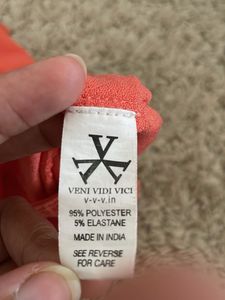 VENI VIDI VICI
v-v-v.in
95% POLYESTER
5% ELASTANE
MADE IN INDIA
SEE REVERSE
FOR CARE